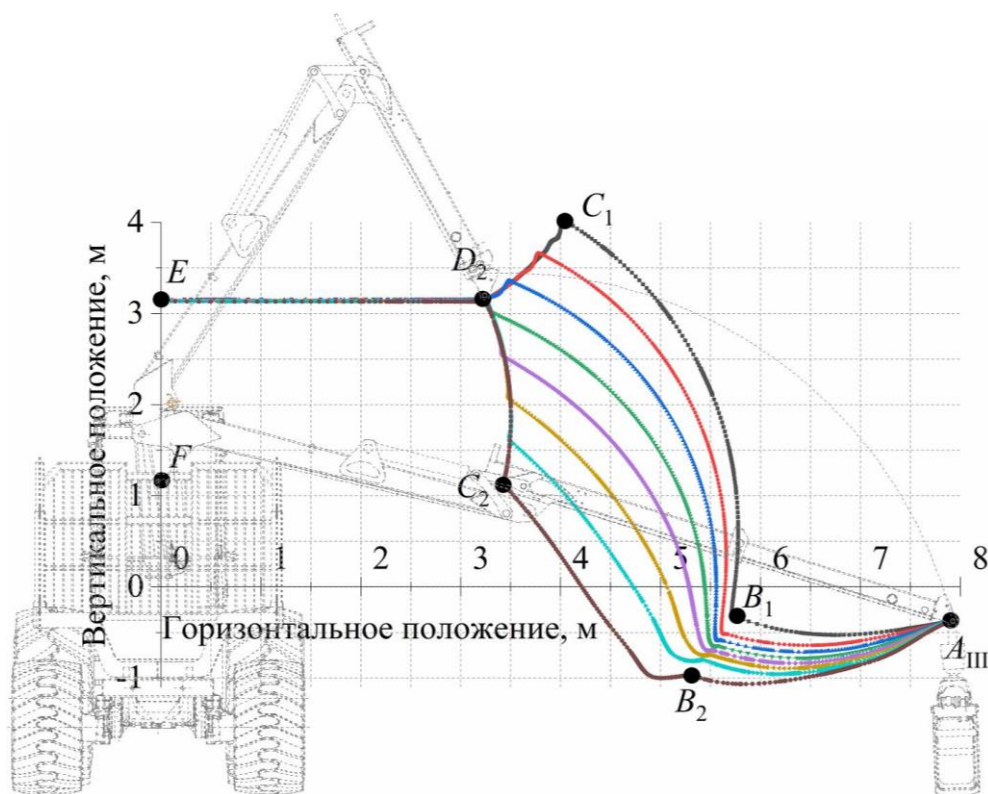 4
C₁
Вертикальное положение, м
E
D₂.
3
2
F
C₂
1
0 1 2 3 4 5 6 7 8
0
B₁
Горизонтальное положение, м
A_III
-1
B₂